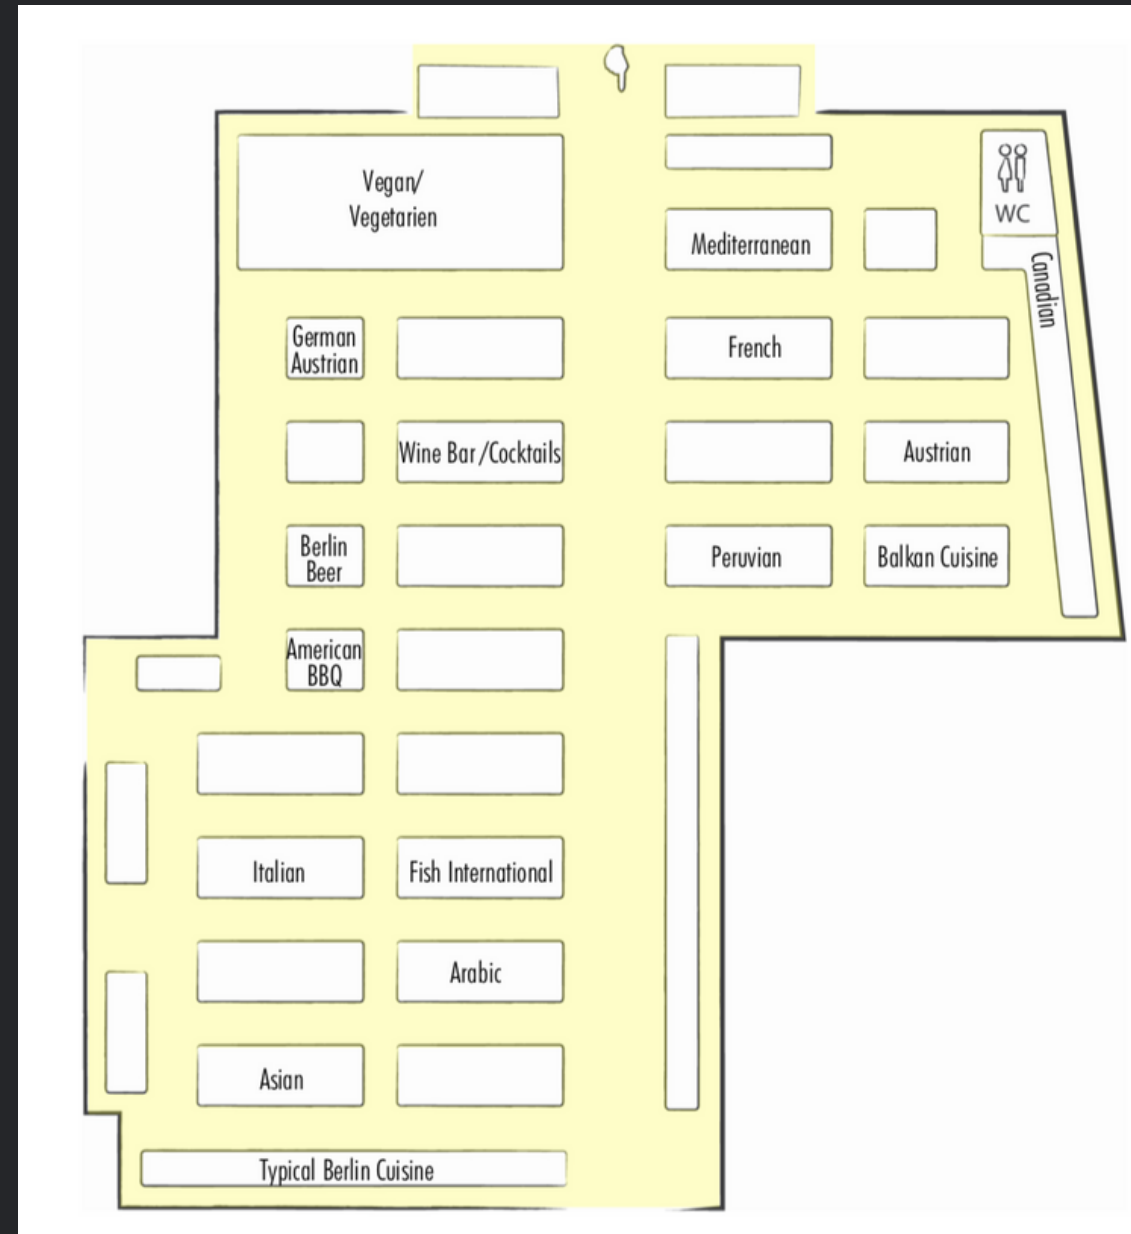 Vegan/
Vegetarien
WC
Mediterranean
Canadian
German
Austrian
French
Wine Bar/Cocktails
Austrian
Berlin
Beer
Peruvian
Balkan Cuisine
American
BBQ
Italian
Fish International
Arabic
Asian
Typical Berlin Cuisine